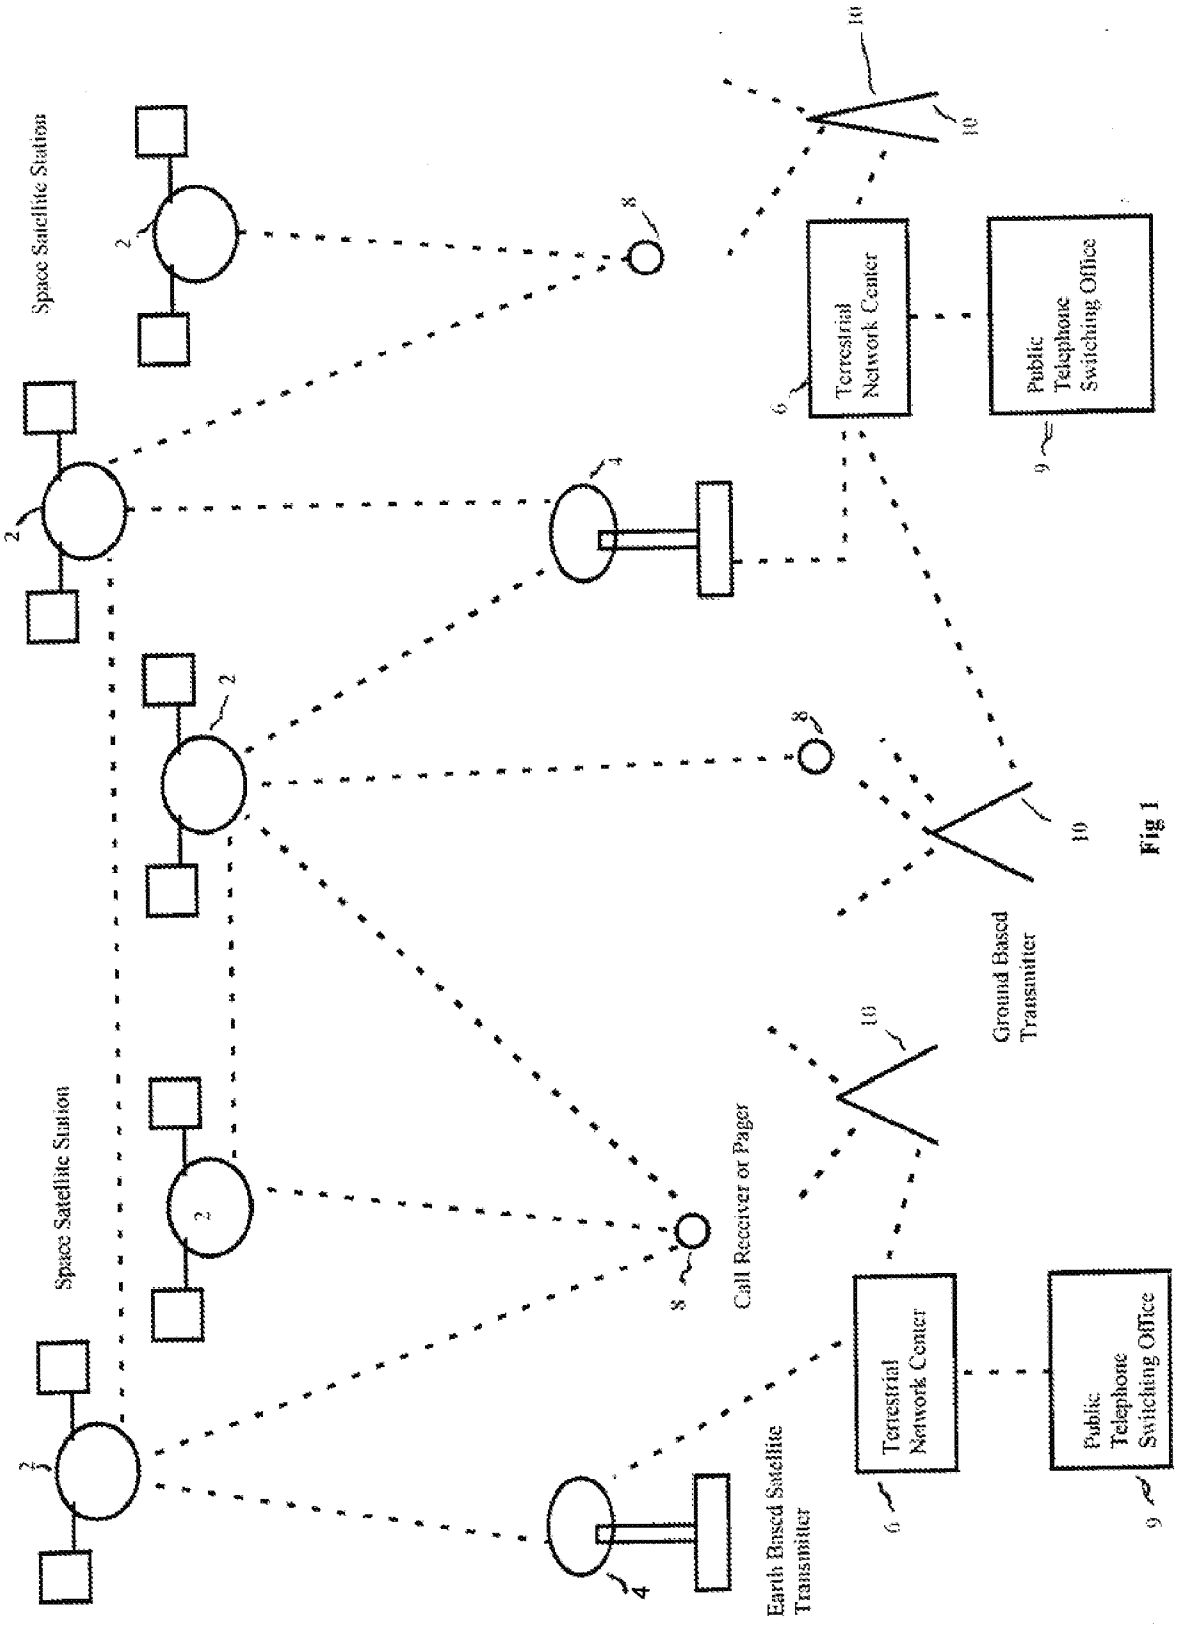 2
2
Space Satellite Station
Space Satellite Station
2
2
2
4
8
4
8
Call Receiver or Pager
Earth Based Satellite
Transmitter
8
6
Terrestrial
Network Center
10
10
10
6
Terrestrial
Network Center
Ground Based
Transmitter
10
9
Public
Telephone
Switching Office
9
Public
Telephone
Switching Office
Fig 1